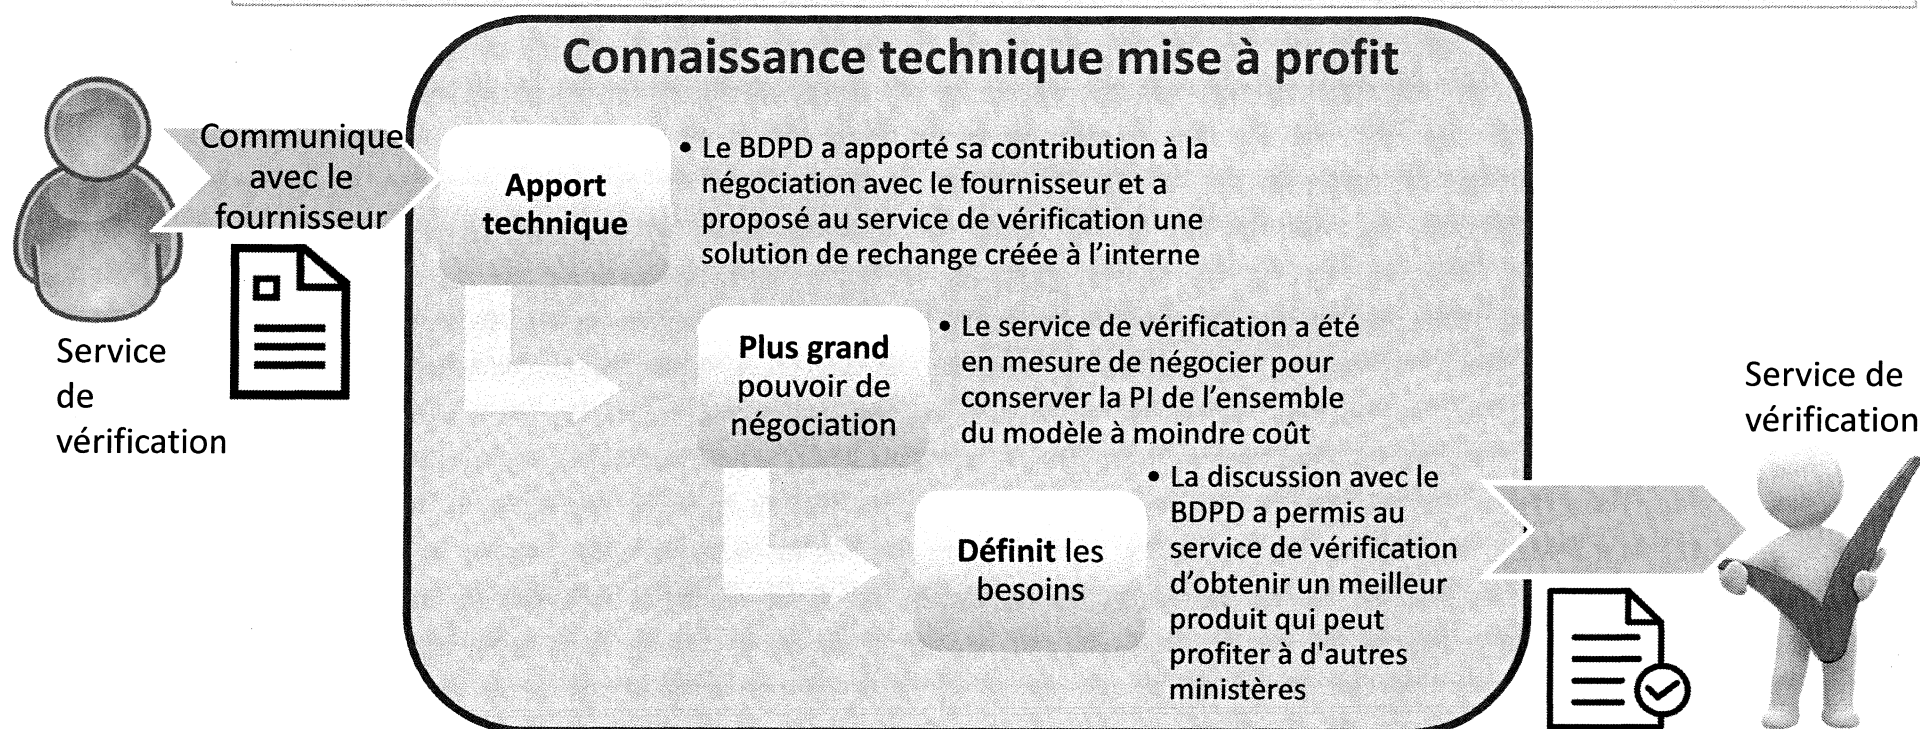 Connaissance technique mise à profit
Communique
avec le
fournisseur
Service
de
vérification
Apport
technique
• Le BDPD a apporté sa contribution à la
négociation avec le fournisseur et a
proposé au service de vérification une
solution de rechange créée à l'interne
Plus grand
pouvoir de
négociation
• Le service de vérification a été
en mesure de négocier pour
conserver la PI de l'ensemble
du modèle à moindre coût
Définit les
besoins
• La discussion avec le
BDPD a permis au
service de vérification
d'obtenir un meilleur
produit qui peut
profiter à d'autres
ministères
Service de
vérification